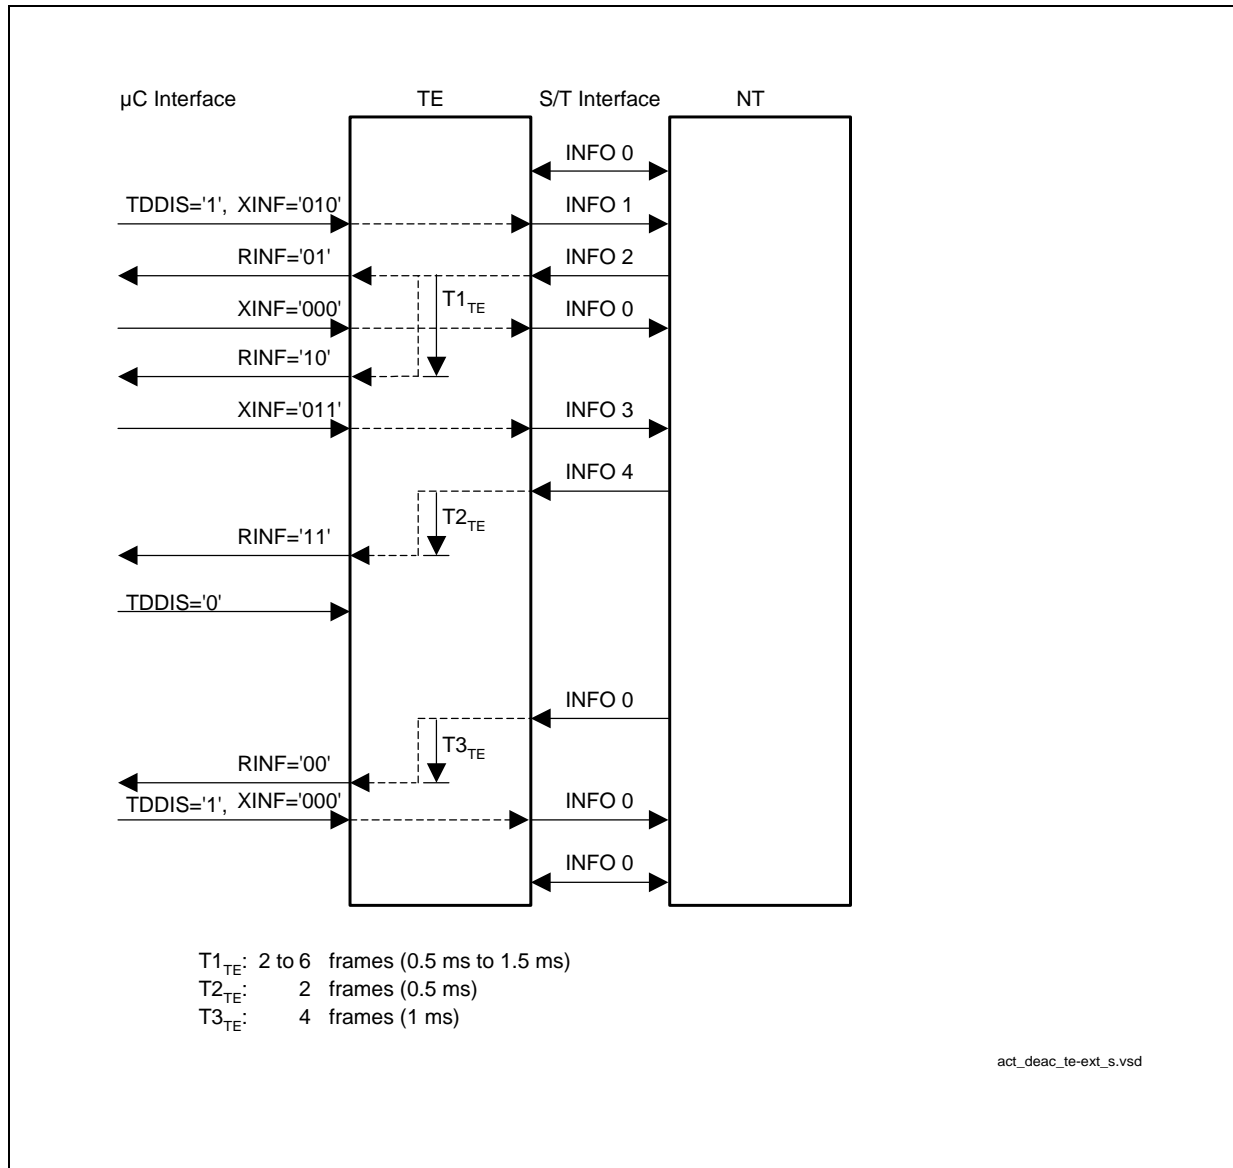 µC Interface TE S/T Interface NT
INFO 0
TDDIS='1', XINF='010' INFO 1
RINF='01' INFO 2
T1TE
XINF='000' INFO 0
RINF='10'
XINF='011' INFO 3
INFO 4
T2TE
RINF='11'
TDDIS='0'
INFO 0
T3TE
RINF='00'
TDDIS='1', XINF='000' INFO 0
INFO 0
T1TE: 2 to 6 frames (0.5 ms to 1.5 ms)
T2TE: 2 frames (0.5 ms)
T3TE: 4 frames (1 ms)
act_deac_te-ext_s.vsd